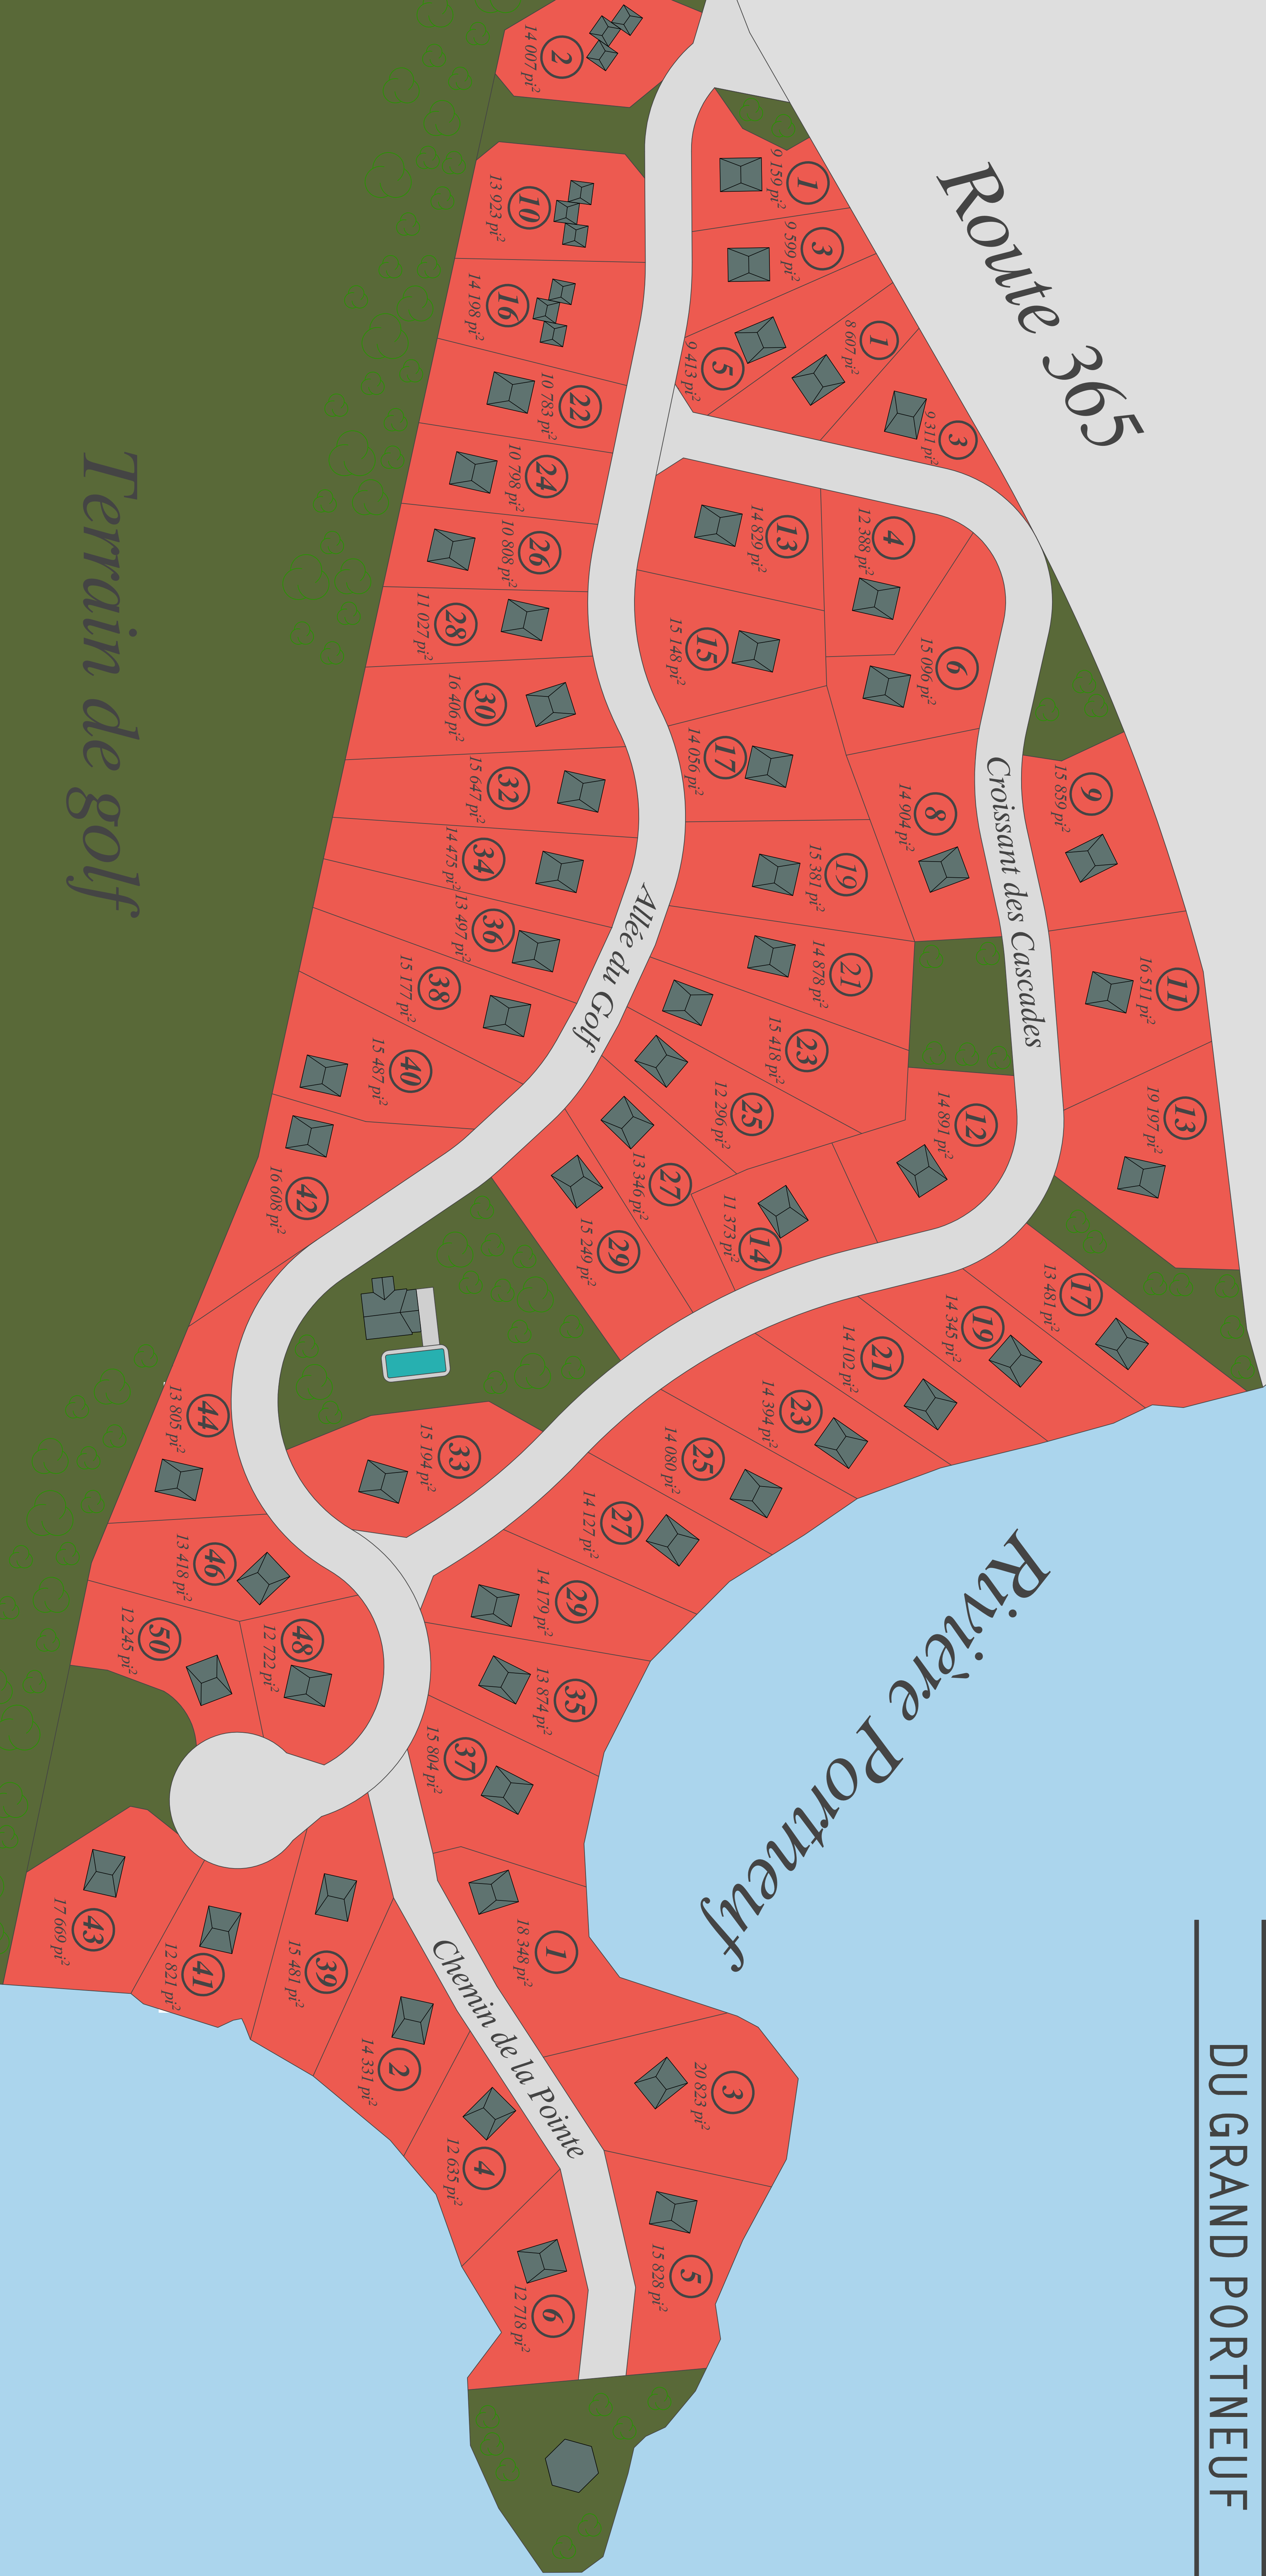 Route 365
Terrain de golf
Rivière Portneuf
DU GRAND PORTNEUF
Allée du Golf
Croissant des Cascades
Chemin de la Pointe
2
14 007 pi²
10
13 923 pi²
16
14 198 pi²
22
10 783 pi²
24
10 798 pi²
26
10 808 pi²
28
11 027 pi²
30
16 406 pi²
32
15 647 pi²
34
14 475 pi²
36
13 497 pi²
38
15 177 pi²
40
15 487 pi²
42
16 608 pi²
44
13 805 pi²
46
13 418 pi²
48
12 722 pi²
50
12 245 pi²
1
9 159 pi²
3
9 599 pi²
5
9 413 pi²
1
8 607 pi²
3
9 311 pi²
13
14 829 pi²
15
15 148 pi²
17
14 056 pi²
19
15 381 pi²
21
14 878 pi²
23
15 418 pi²
25
12 296 pi²
27
13 346 pi²
29
15 249 pi²
33
15 194 pi²
4
12 388 pi²
6
15 096 pi²
8
14 904 pi²
12
14 891 pi²
14
11 373 pi²
9
15 859 pi²
11
16 511 pi²
13
19 197 pi²
17
13 481 pi²
19
14 345 pi²
21
14 102 pi²
23
14 394 pi²
25
14 080 pi²
27
14 127 pi²
29
14 179 pi²
35
13 874 pi²
37
15 804 pi²
39
15 481 pi²
41
12 821 pi²
43
17 669 pi²
1
18 348 pi²
3
20 823 pi²
5
15 828 pi²
2
14 331 pi²
4
12 635 pi²
6
12 718 pi²